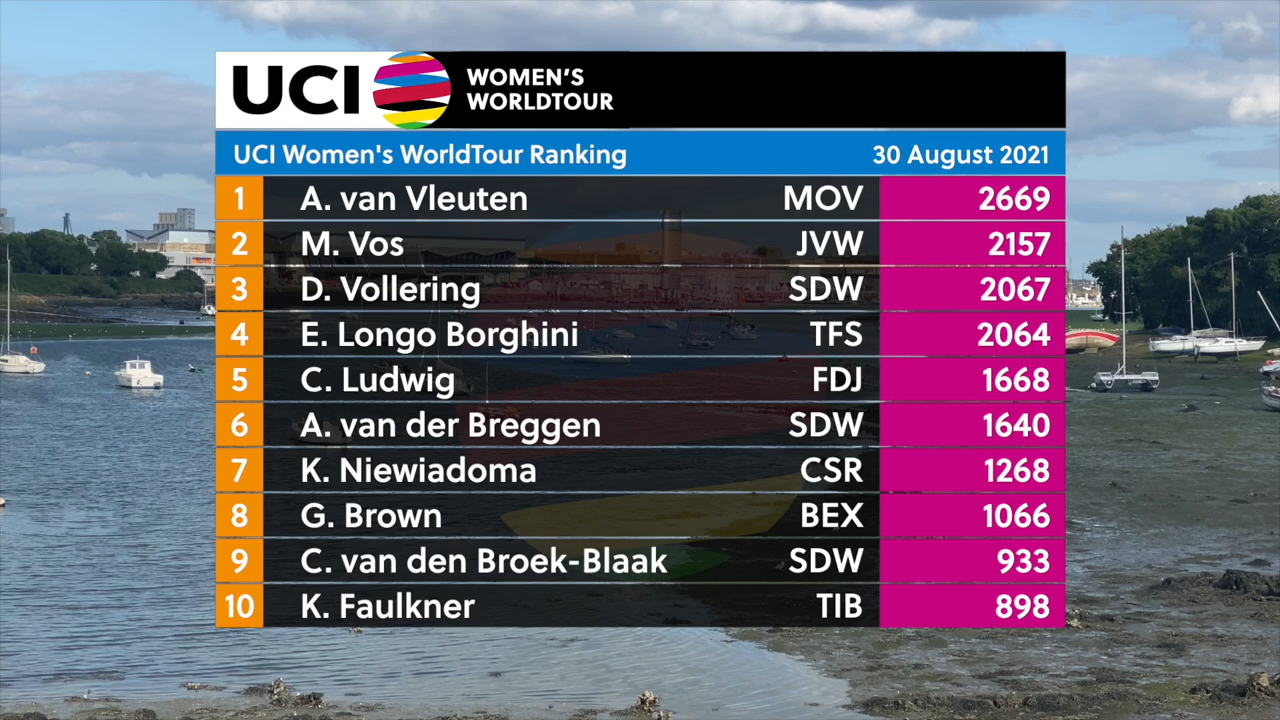 UCI WOMEN'S WORLDTOUR
UCI Women's WorldTour Ranking 30 August 2021
1 A. van Vleuten MOV 2669
2 M. Vos JVW 2157
3 D. Vollering SDW 2067
4 E. Longo Borghini TFS 2064
5 C. Ludwig FDJ 1668
6 A. van der Breggen SDW 1640
7 K. Niewiadoma CSR 1268
8 G. Brown BEX 1066
9 C. van den Broek-Blaak SDW 933
10 K. Faulkner TIB 898